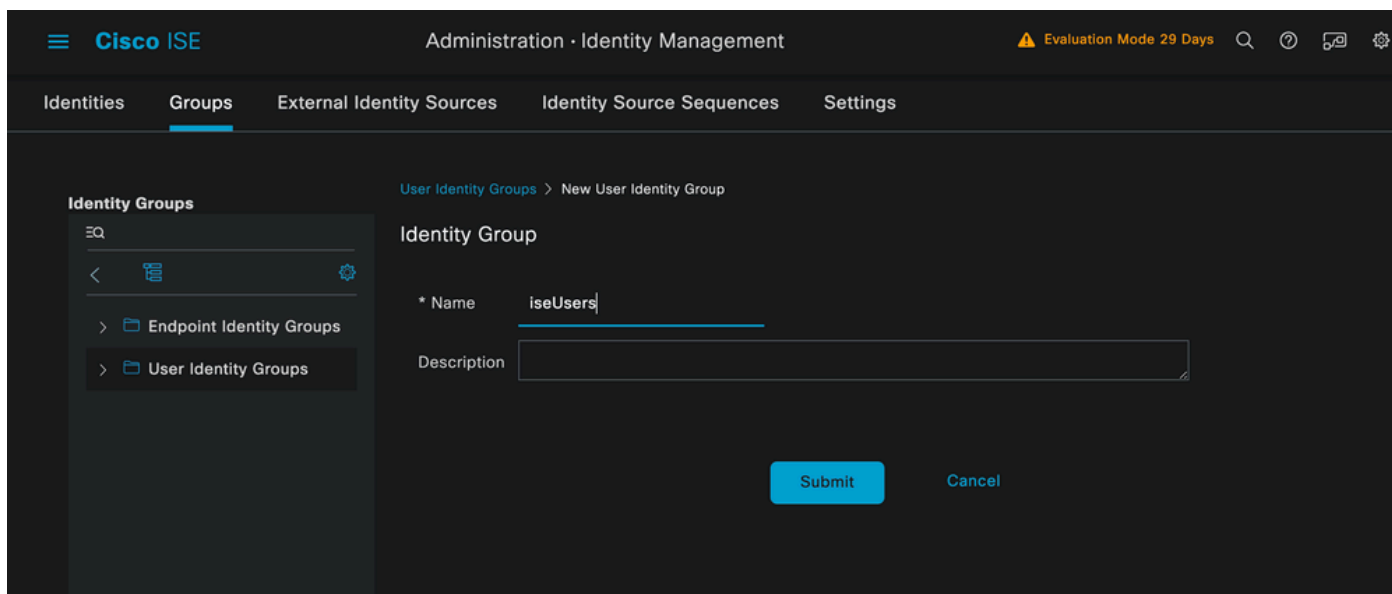 Cisco ISE
Administration · Identity Management
Evaluation Mode 29 Days
Identities Groups External Identity Sources Identity Source Sequences Settings
Identity Groups
Endpoint Identity Groups
User Identity Groups
User Identity Groups > New User Identity Group
Identity Group
* Name iseUsers
Description
Submit Cancel